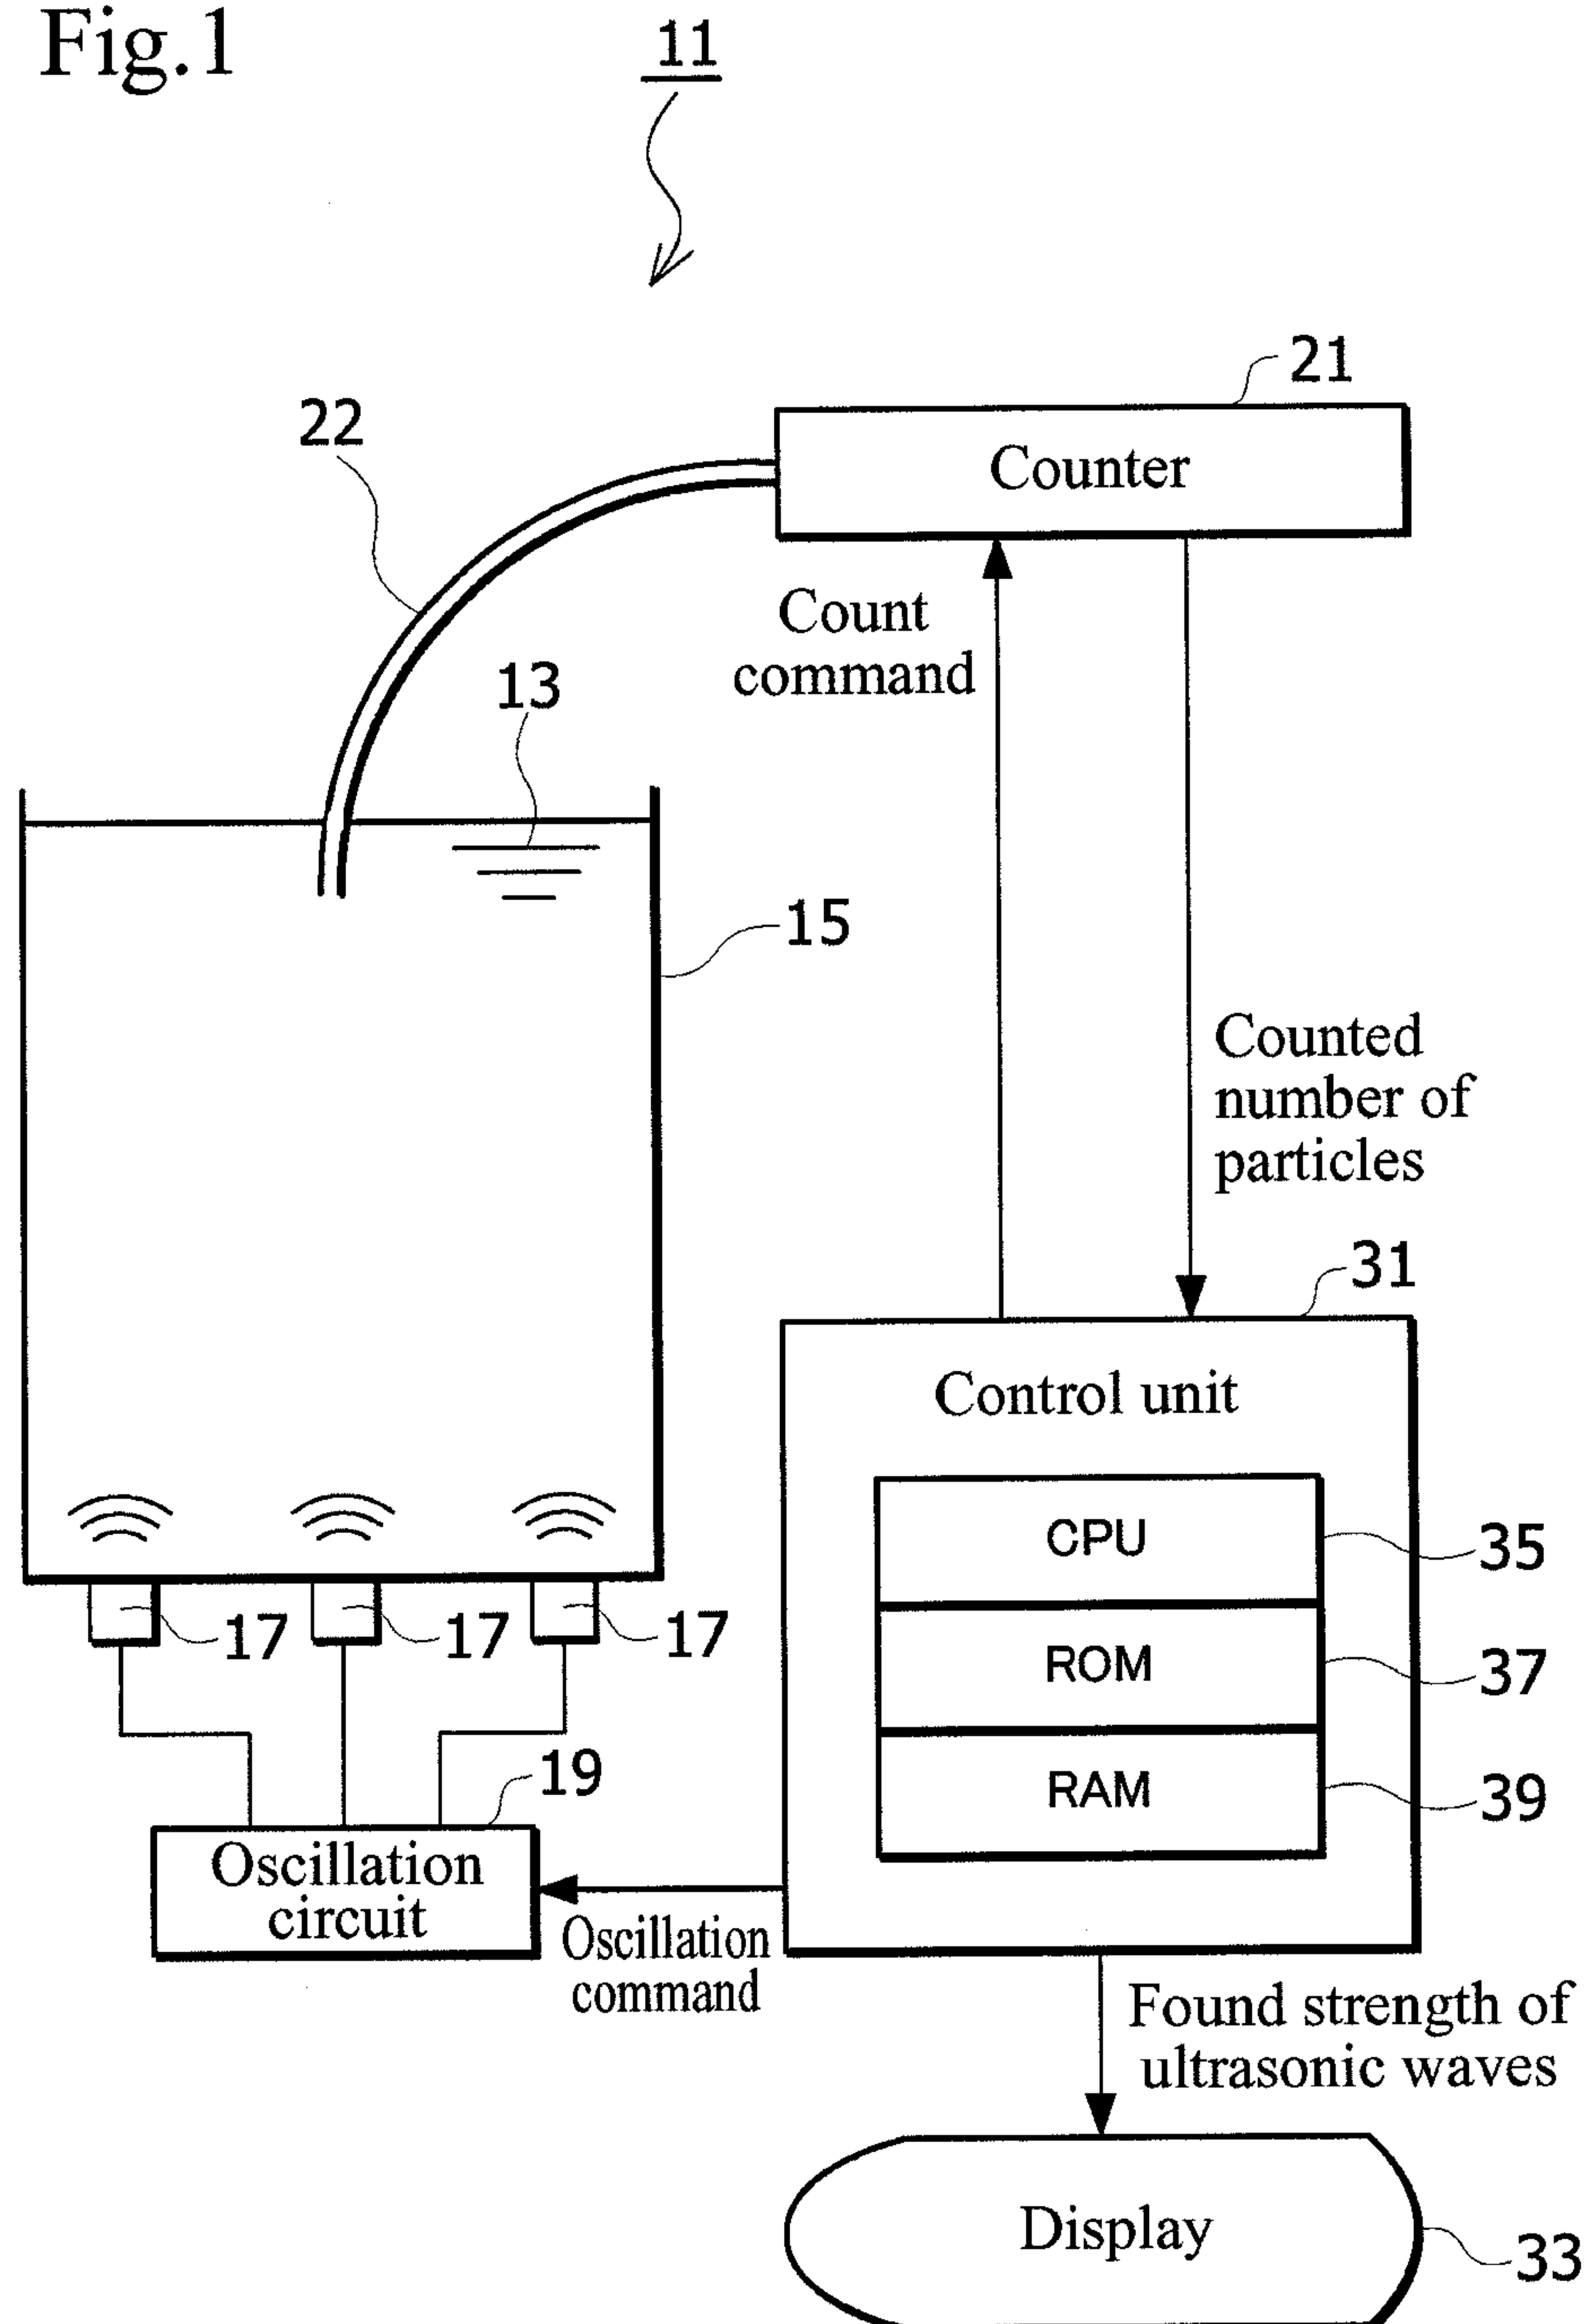 Fig.1
11
21
Counter
22
Count
command
13
15
Counted
number of
particles
31
Control unit
CPU
35
17
17
17
ROM
37
19
RAM
39
Oscillation
circuit
Oscillation
command
Found strength of
ultrasonic waves
Display
33